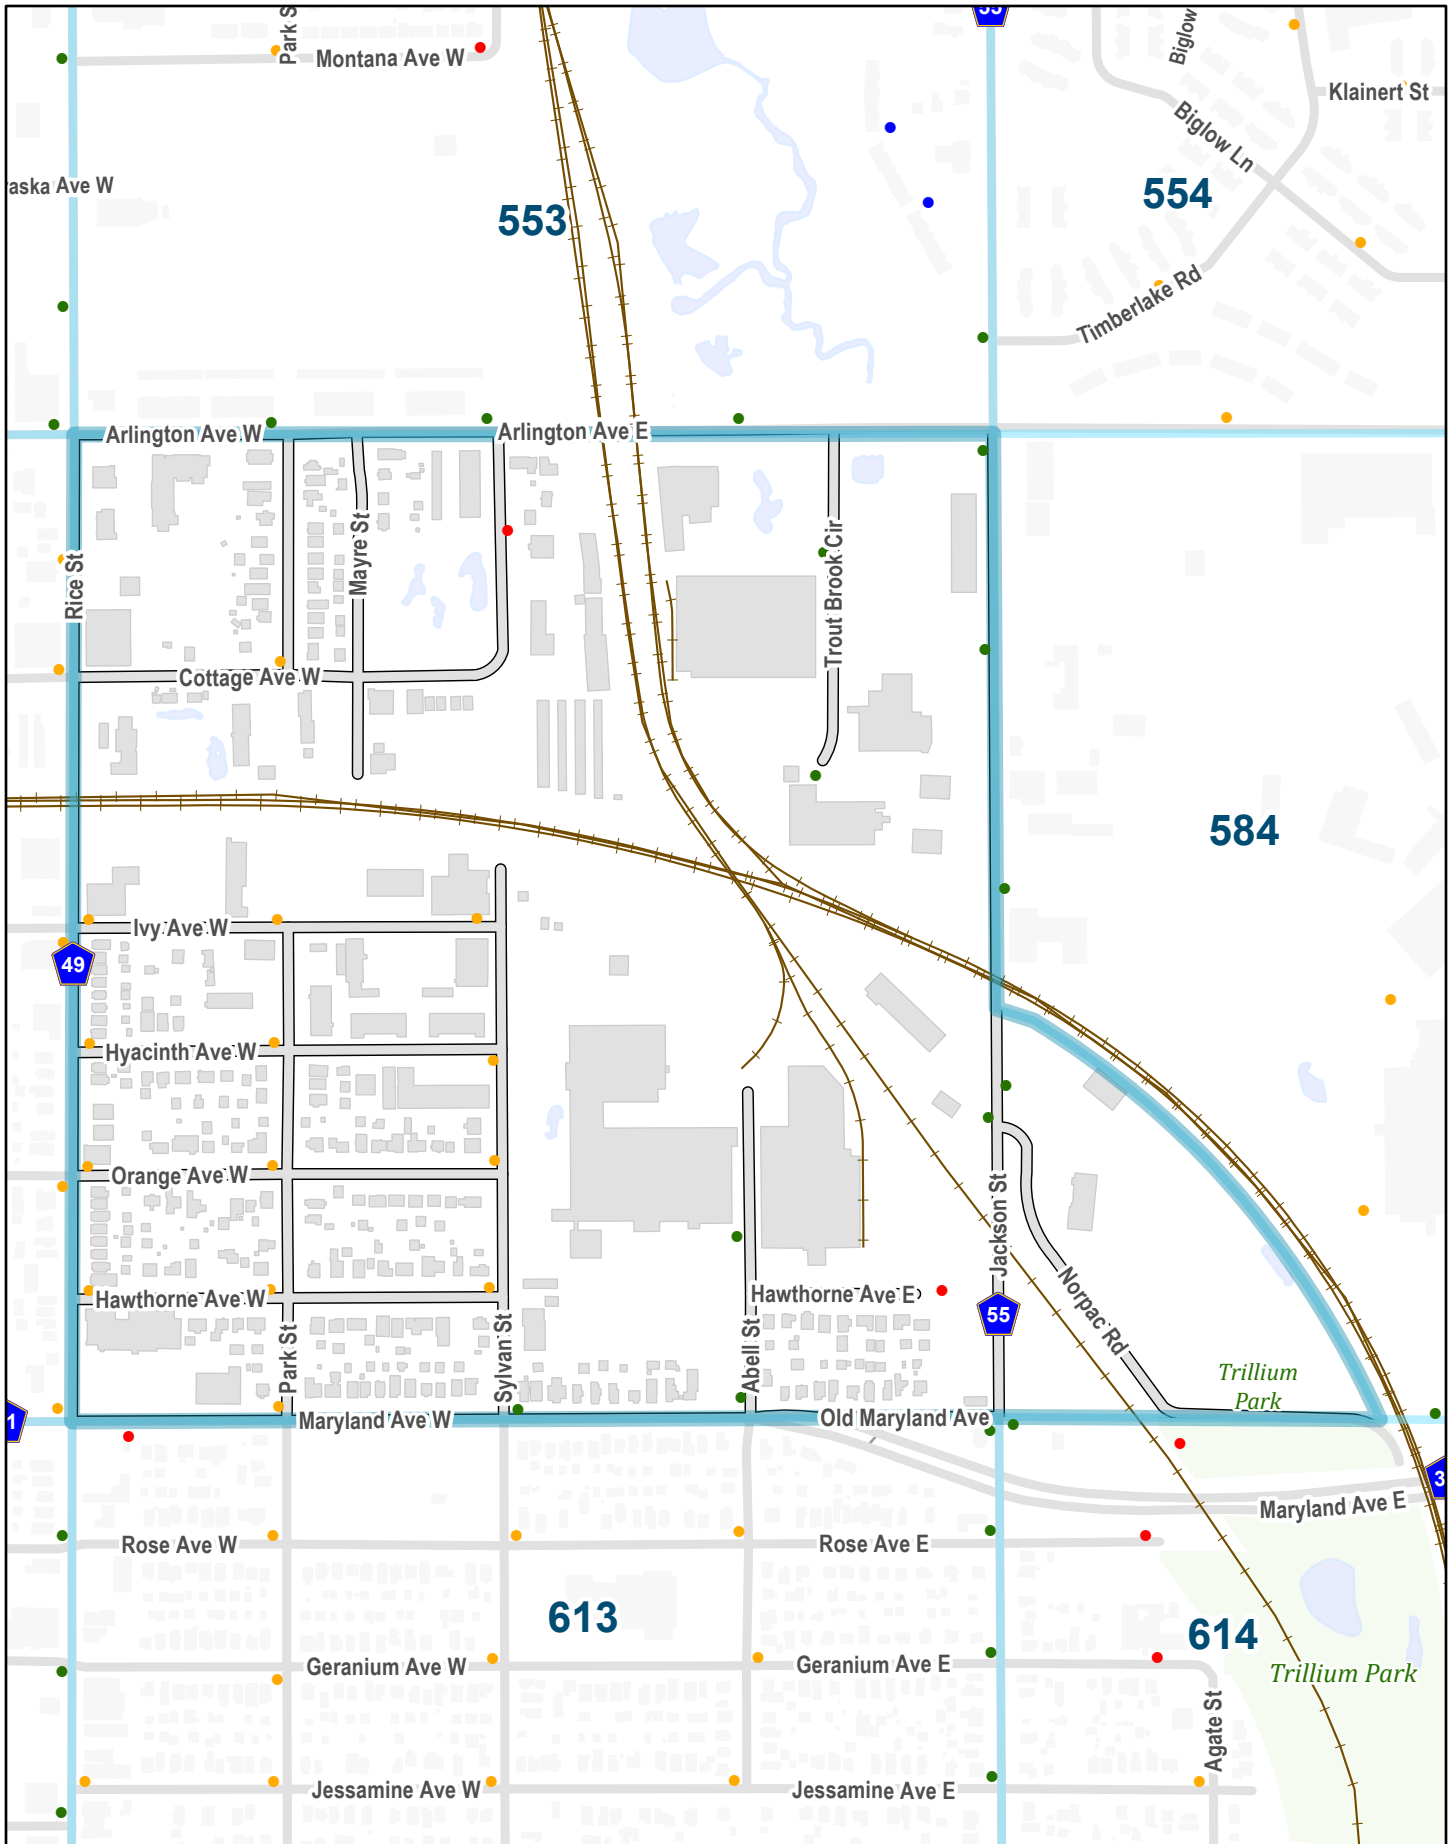 55
Park S
Montana Ave W
Biglow
Klainert St
Biglow Ln
aska Ave W
553
554
Timberlake Rd
Arlington Ave W
Arlington Ave E
Rice St
Mayre St
Trout Brook Cir
Cottage Ave W
584
Ivy Ave W
49
Hyacinth Ave W
Orange Ave W
Jackson St
Hawthorne Ave W
Hawthorne Ave E
Norpac Rd
55
Park St
Sylvan St
Abell St
Trillium
Park
1
Maryland Ave W
Old Maryland Ave
3
Maryland Ave E
Rose Ave W
Rose Ave E
613
614
Geranium Ave W
Geranium Ave E
Trillium Park
Agate St
Jessamine Ave W
Jessamine Ave E